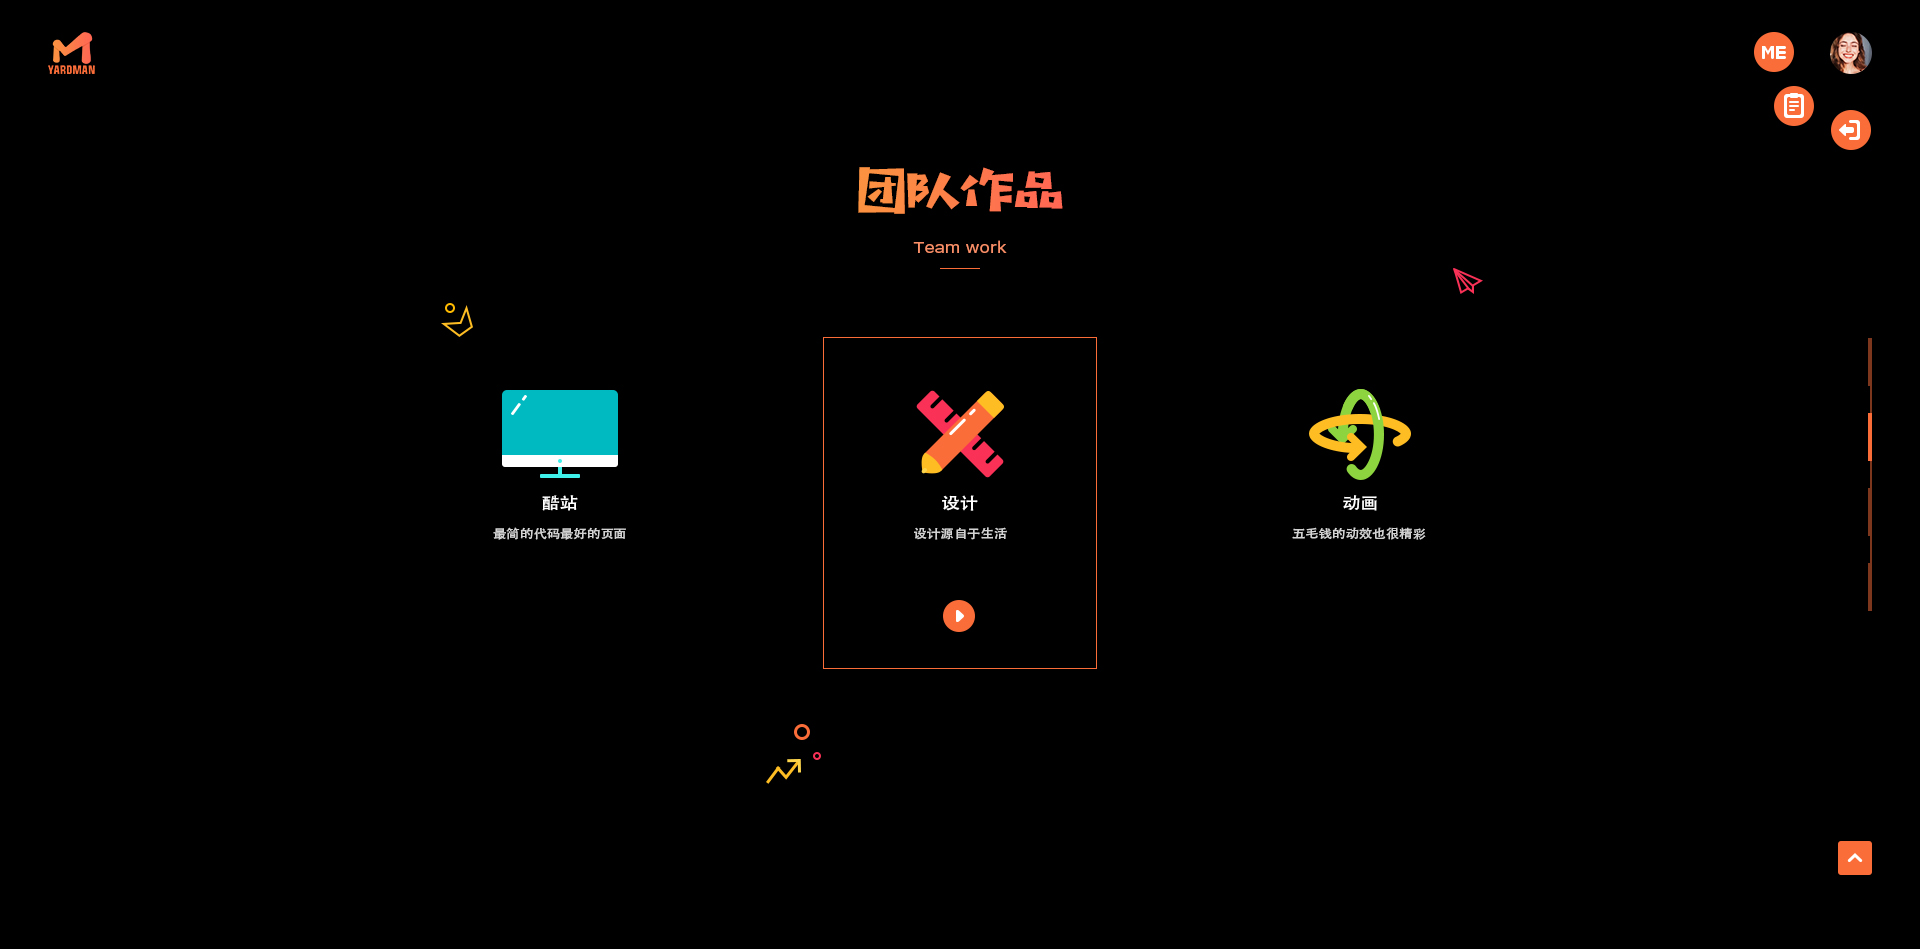 YARDMAN
ME
团队作品
Team work
酷站
最简的代码最好的页面
设计
设计源自于生活
动画
五毛钱的动效也很精彩